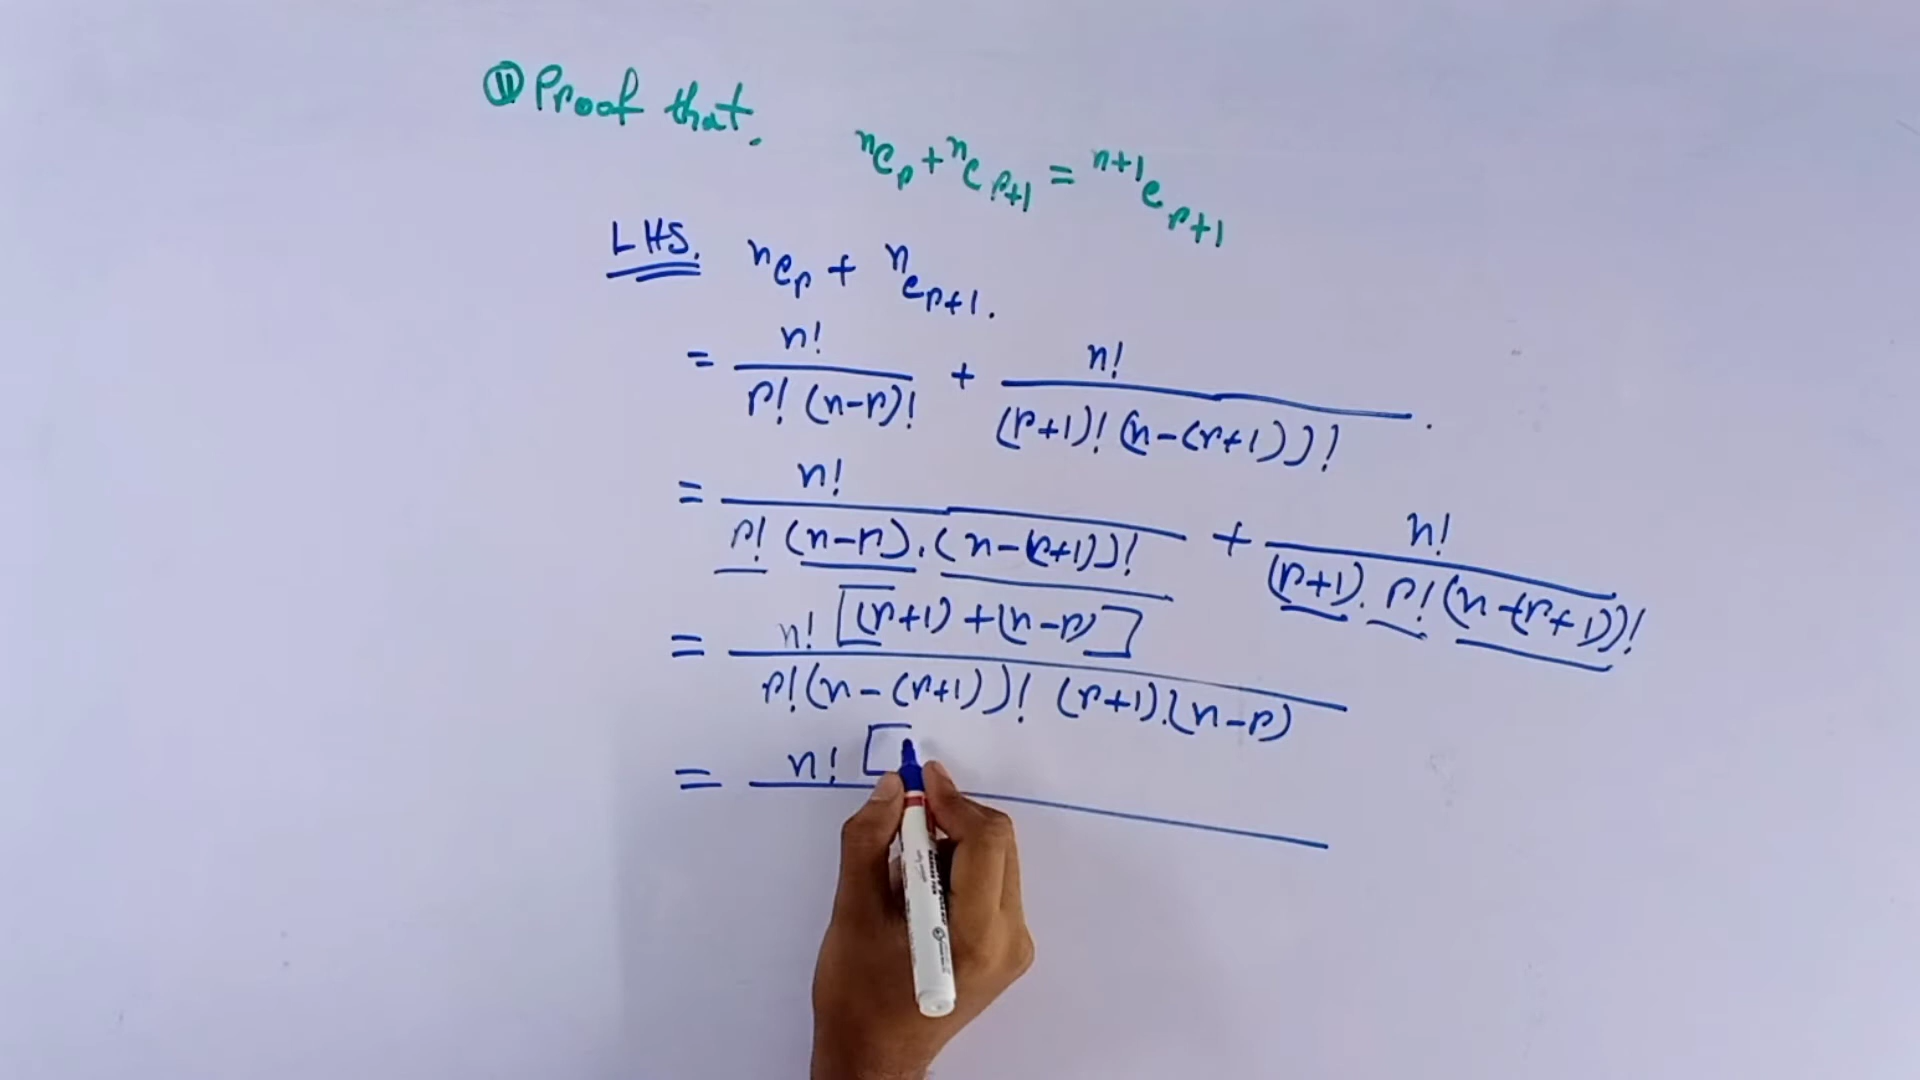 (ii) Proof that. ⁿCᵣ + ⁿCᵣ₊₁ = ⁿ⁺¹Cᵣ₊₁
LHS. ⁿCᵣ + ⁿCᵣ₊₁.
= n! / r! (n-r)! + n! / (r+1)! (n-(r+1))! .
= n! / r! (n-r).(n-(r+1))! + n! / (r+1). r! (n-(r+1))!
= n! [(r+1) + (n-r)] / r! (n-(r+1))! (r+1).(n-r)
= n! [